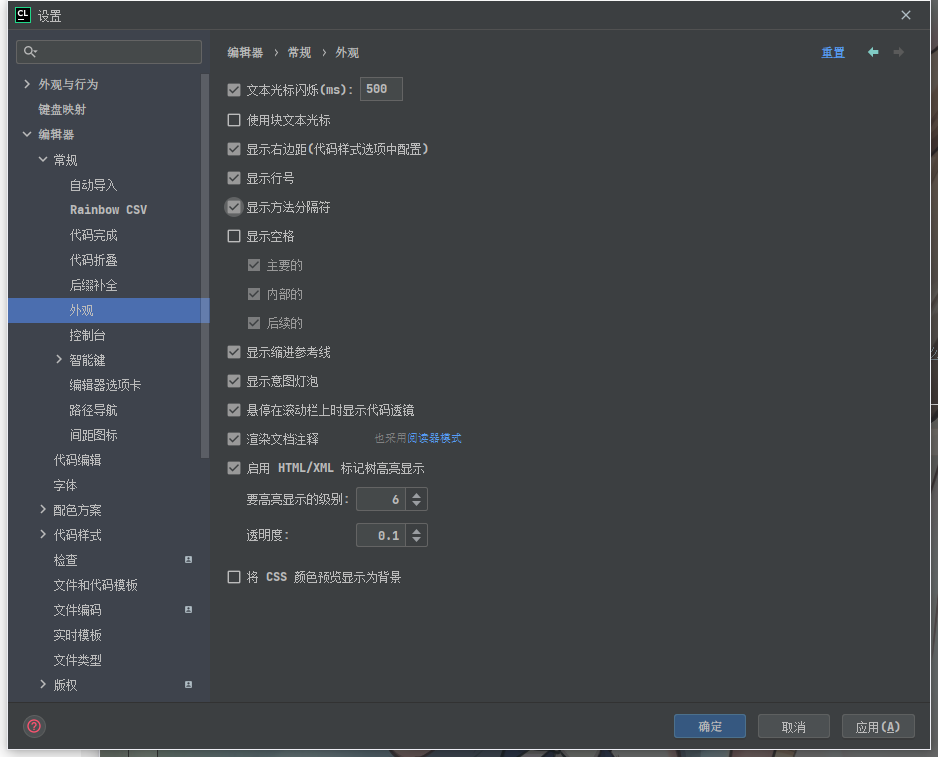 CL 设置
编辑器 › 常规 › 外观
重置
外观与行为
键盘映射
编辑器
常规
自动导入
Rainbow CSV
代码完成
代码折叠
后缀补全
外观
控制台
智能键
编辑器选项卡
路径导航
间距图标
代码编辑
字体
配色方案
代码样式
检查
文件和代码模板
文件编码
实时模板
文件类型
版权
文本光标闪烁(ms): 500
使用块文本光标
显示右边距(代码样式选项中配置)
显示行号
显示方法分隔符
显示空格
主要的
内部的
后续的
显示缩进参考线
显示意图灯泡
悬停在滚动栏上时显示代码透镜
渲染文档注释 也采用阅读器模式
启用 HTML/XML 标记树高亮显示
要高亮显示的级别: 6
透明度: 0.1
将 CSS 颜色预览显示为背景
?
确定 取消 应用(A)